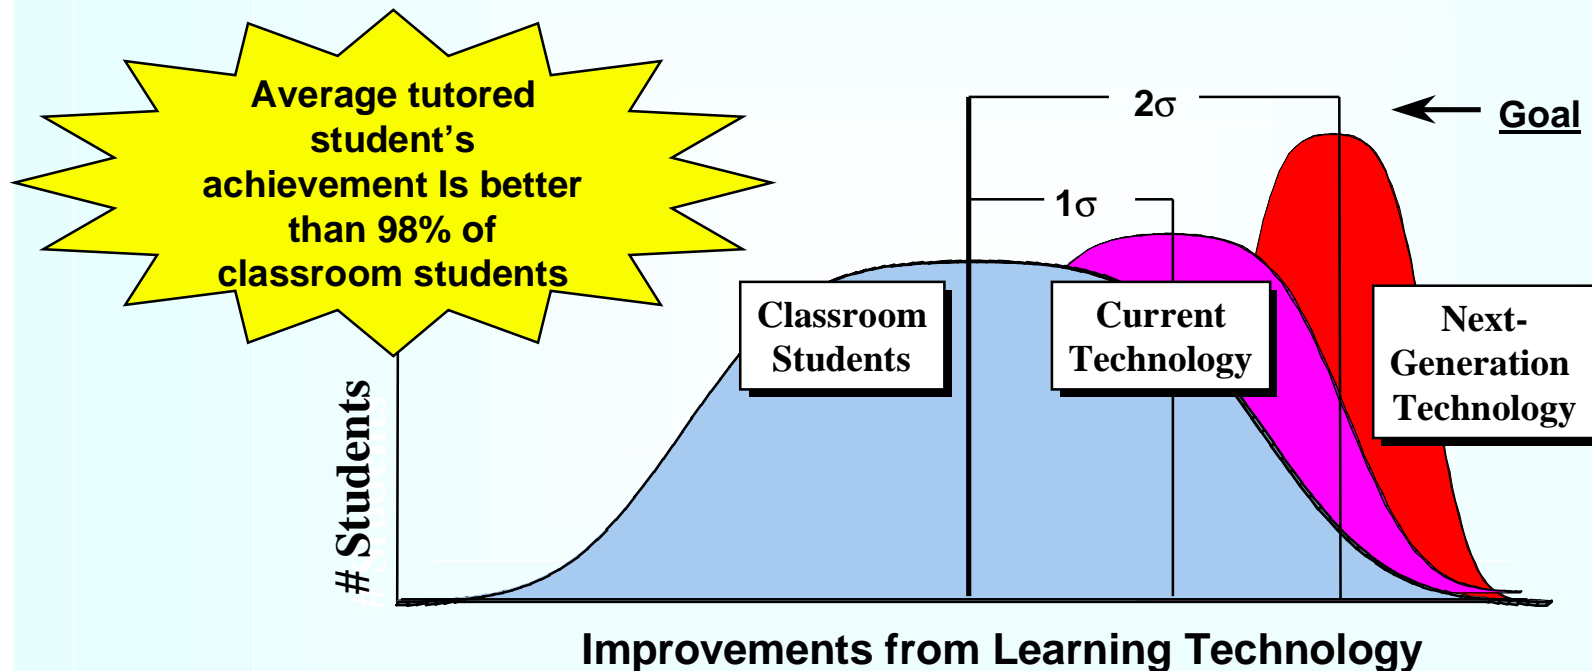 Average tutored
student’s
achievement Is better
than 98% of
classroom students
2σ
Goal
1σ
Classroom
Students
Current
Technology
Next-
Generation
Technology
# Students
Improvements from Learning Technology